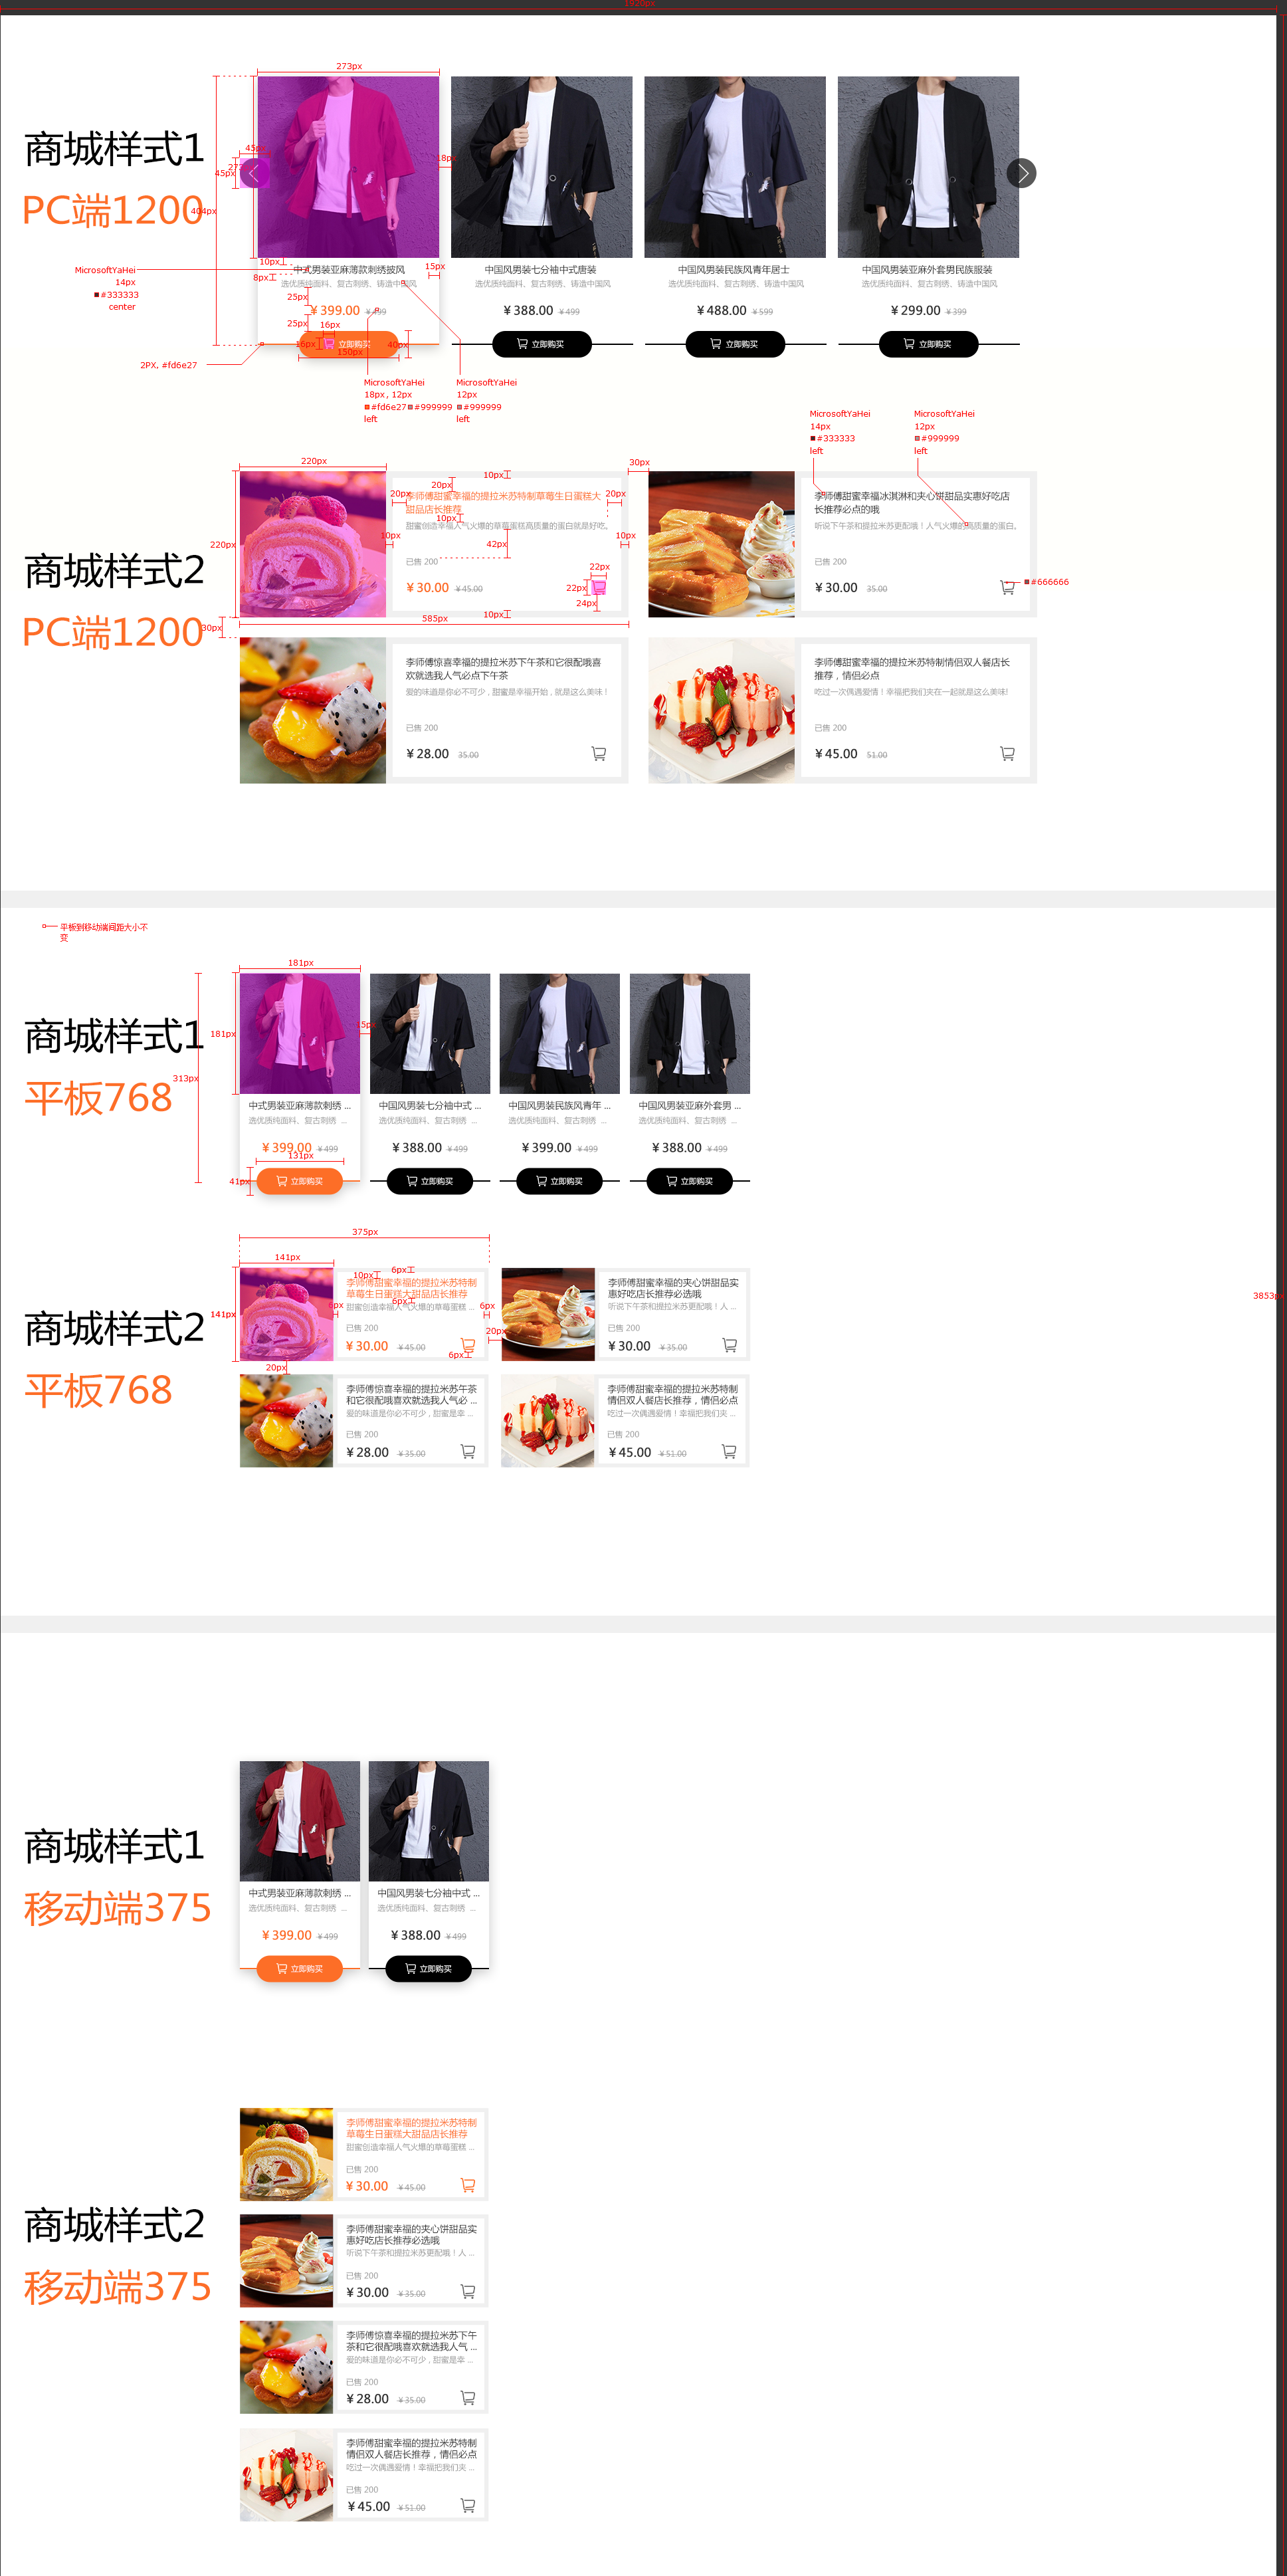 1920px
273px
商城样式1
PC端1200
45px
45px
273px
18px
404px
10px
8px
25px
25px
15px
16px
16px
150px
40px
MicrosoftYaHei
14px
#333333
center
2PX, #fd6e27
中式男装亚麻薄款刺绣披风
选优质纯面料、复古刺绣、铸造中国风
¥399.00 ¥499
立即购买
中国风男装七分袖中式唐装
选优质纯面料、复古刺绣、铸造中国风
¥388.00 ¥499
立即购买
中国风男装民族风青年居士
选优质纯面料、复古刺绣、铸造中国风
¥488.00 ¥599
立即购买
中国风男装亚麻外套男民族服装
选优质纯面料、复古刺绣、铸造中国风
¥299.00 ¥399
立即购买
MicrosoftYaHei
18px, 12px
#fd6e27 #999999
left
MicrosoftYaHei
12px
#999999
left
MicrosoftYaHei
14px
#333333
left
MicrosoftYaHei
12px
#999999
left
商城样式2
PC端1200
220px
220px
30px
10px
20px
20px
20px
10px
10px
10px
42px
22px
22px
24px
10px
585px
30px
李师傅甜蜜幸福的提拉米苏特制草莓生日蛋糕大
甜品店长推荐
甜蜜创造幸福人气火爆的草莓蛋糕高质量的蛋白就是好吃。
已售 200
¥30.00 ¥45.00
李师傅甜蜜幸福冰淇淋和夹心饼甜品实惠好吃店
长推荐必点的哦
听说下午茶和提拉米苏更配哦！人气火爆的高质量的蛋白。
已售 200
¥30.00 35.00
#666666
李师傅惊喜幸福的提拉米苏下午茶和它很配哦喜
欢就选我人气必点下午茶
爱的味道是你必不可少，甜蜜是幸福开始，就是这么美味！
已售 200
¥28.00 35.00
李师傅甜蜜幸福的提拉米苏特制情侣双人餐店长
推荐，情侣必点
吃过一次偶遇爱情！幸福把我们夹在一起就是这么美味!
已售 200
¥45.00 51.00
平板到移动端间距大小不
变
商城样式1
平板768
181px
181px
15px
313px
131px
41px
中式男装亚麻薄款刺绣 ...
选优质纯面料、复古刺绣 ...
¥399.00 ¥499
立即购买
中国风男装七分袖中式 ...
选优质纯面料、复古刺绣 ...
¥388.00 ¥499
立即购买
中国风男装民族风青年 ...
选优质纯面料、复古刺绣 ...
¥399.00 ¥499
立即购买
中国风男装亚麻外套男 ...
选优质纯面料、复古刺绣 ...
¥388.00 ¥499
立即购买
3853px
商城样式2
平板768
375px
141px
141px
6px
10px
6px
6px
6px
20px
6px
20px
李师傅甜蜜幸福的提拉米苏特制
草莓生日蛋糕大甜品店长推荐
甜蜜创造幸福人气火爆的草莓蛋糕 ...
已售 200
¥30.00 ¥45.00
李师傅甜蜜幸福的夹心饼甜品实
惠好吃店长推荐必选哦
听说下午茶和提拉米苏更配哦！人 ...
已售 200
¥30.00 ¥35.00
李师傅惊喜幸福的提拉米苏午茶
和它很配哦喜欢就选我人气必 ...
爱的味道是你必不可少，甜蜜是幸 ...
已售 200
¥28.00 ¥35.00
李师傅甜蜜幸福的提拉米苏特制
情侣双人餐店长推荐，情侣必点
吃过一次偶遇爱情！幸福把我们夹 ...
已售 200
¥45.00 ¥51.00
商城样式1
移动端375
中式男装亚麻薄款刺绣 ...
选优质纯面料、复古刺绣 ...
¥399.00 ¥499
立即购买
中国风男装七分袖中式 ...
选优质纯面料、复古刺绣 ...
¥388.00 ¥499
立即购买
商城样式2
移动端375
李师傅甜蜜幸福的提拉米苏特制
草莓生日蛋糕大甜品店长推荐
甜蜜创造幸福人气火爆的草莓蛋糕 ...
已售 200
¥30.00 ¥45.00
李师傅甜蜜幸福的夹心饼甜品实
惠好吃店长推荐必选哦
听说下午茶和提拉米苏更配哦！人 ...
已售 200
¥30.00 ¥35.00
李师傅惊喜幸福的提拉米苏下午
茶和它很配哦喜欢就选我人气 ...
爱的味道是你必不可少，甜蜜是幸 ...
已售 200
¥28.00 ¥35.00
李师傅甜蜜幸福的提拉米苏特制
情侣双人餐店长推荐，情侣必点
吃过一次偶遇爱情！幸福把我们夹 ...
已售 200
¥45.00 ¥51.00